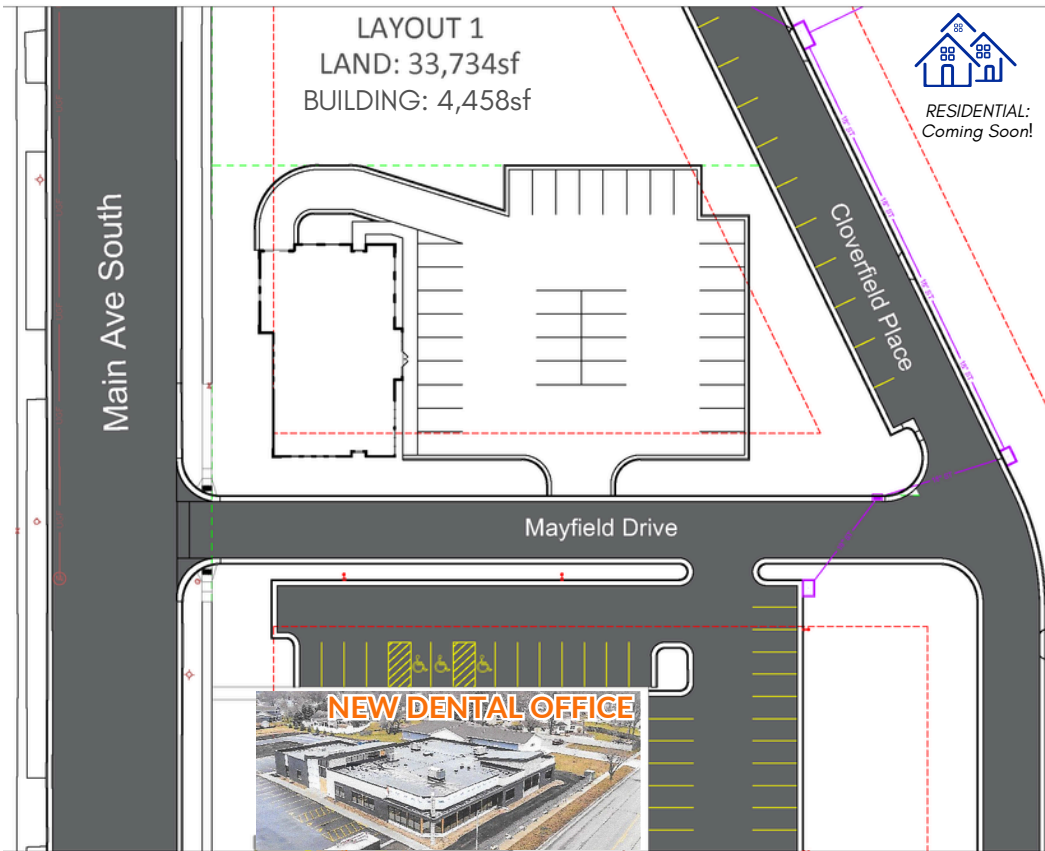 LAYOUT 1
LAND: 33,734sf
BUILDING: 4,458sf
RESIDENTIAL:
Coming Soon!
Main Ave South
Cloverfield Place
Mayfield Drive
NEW DENTAL OFFICE